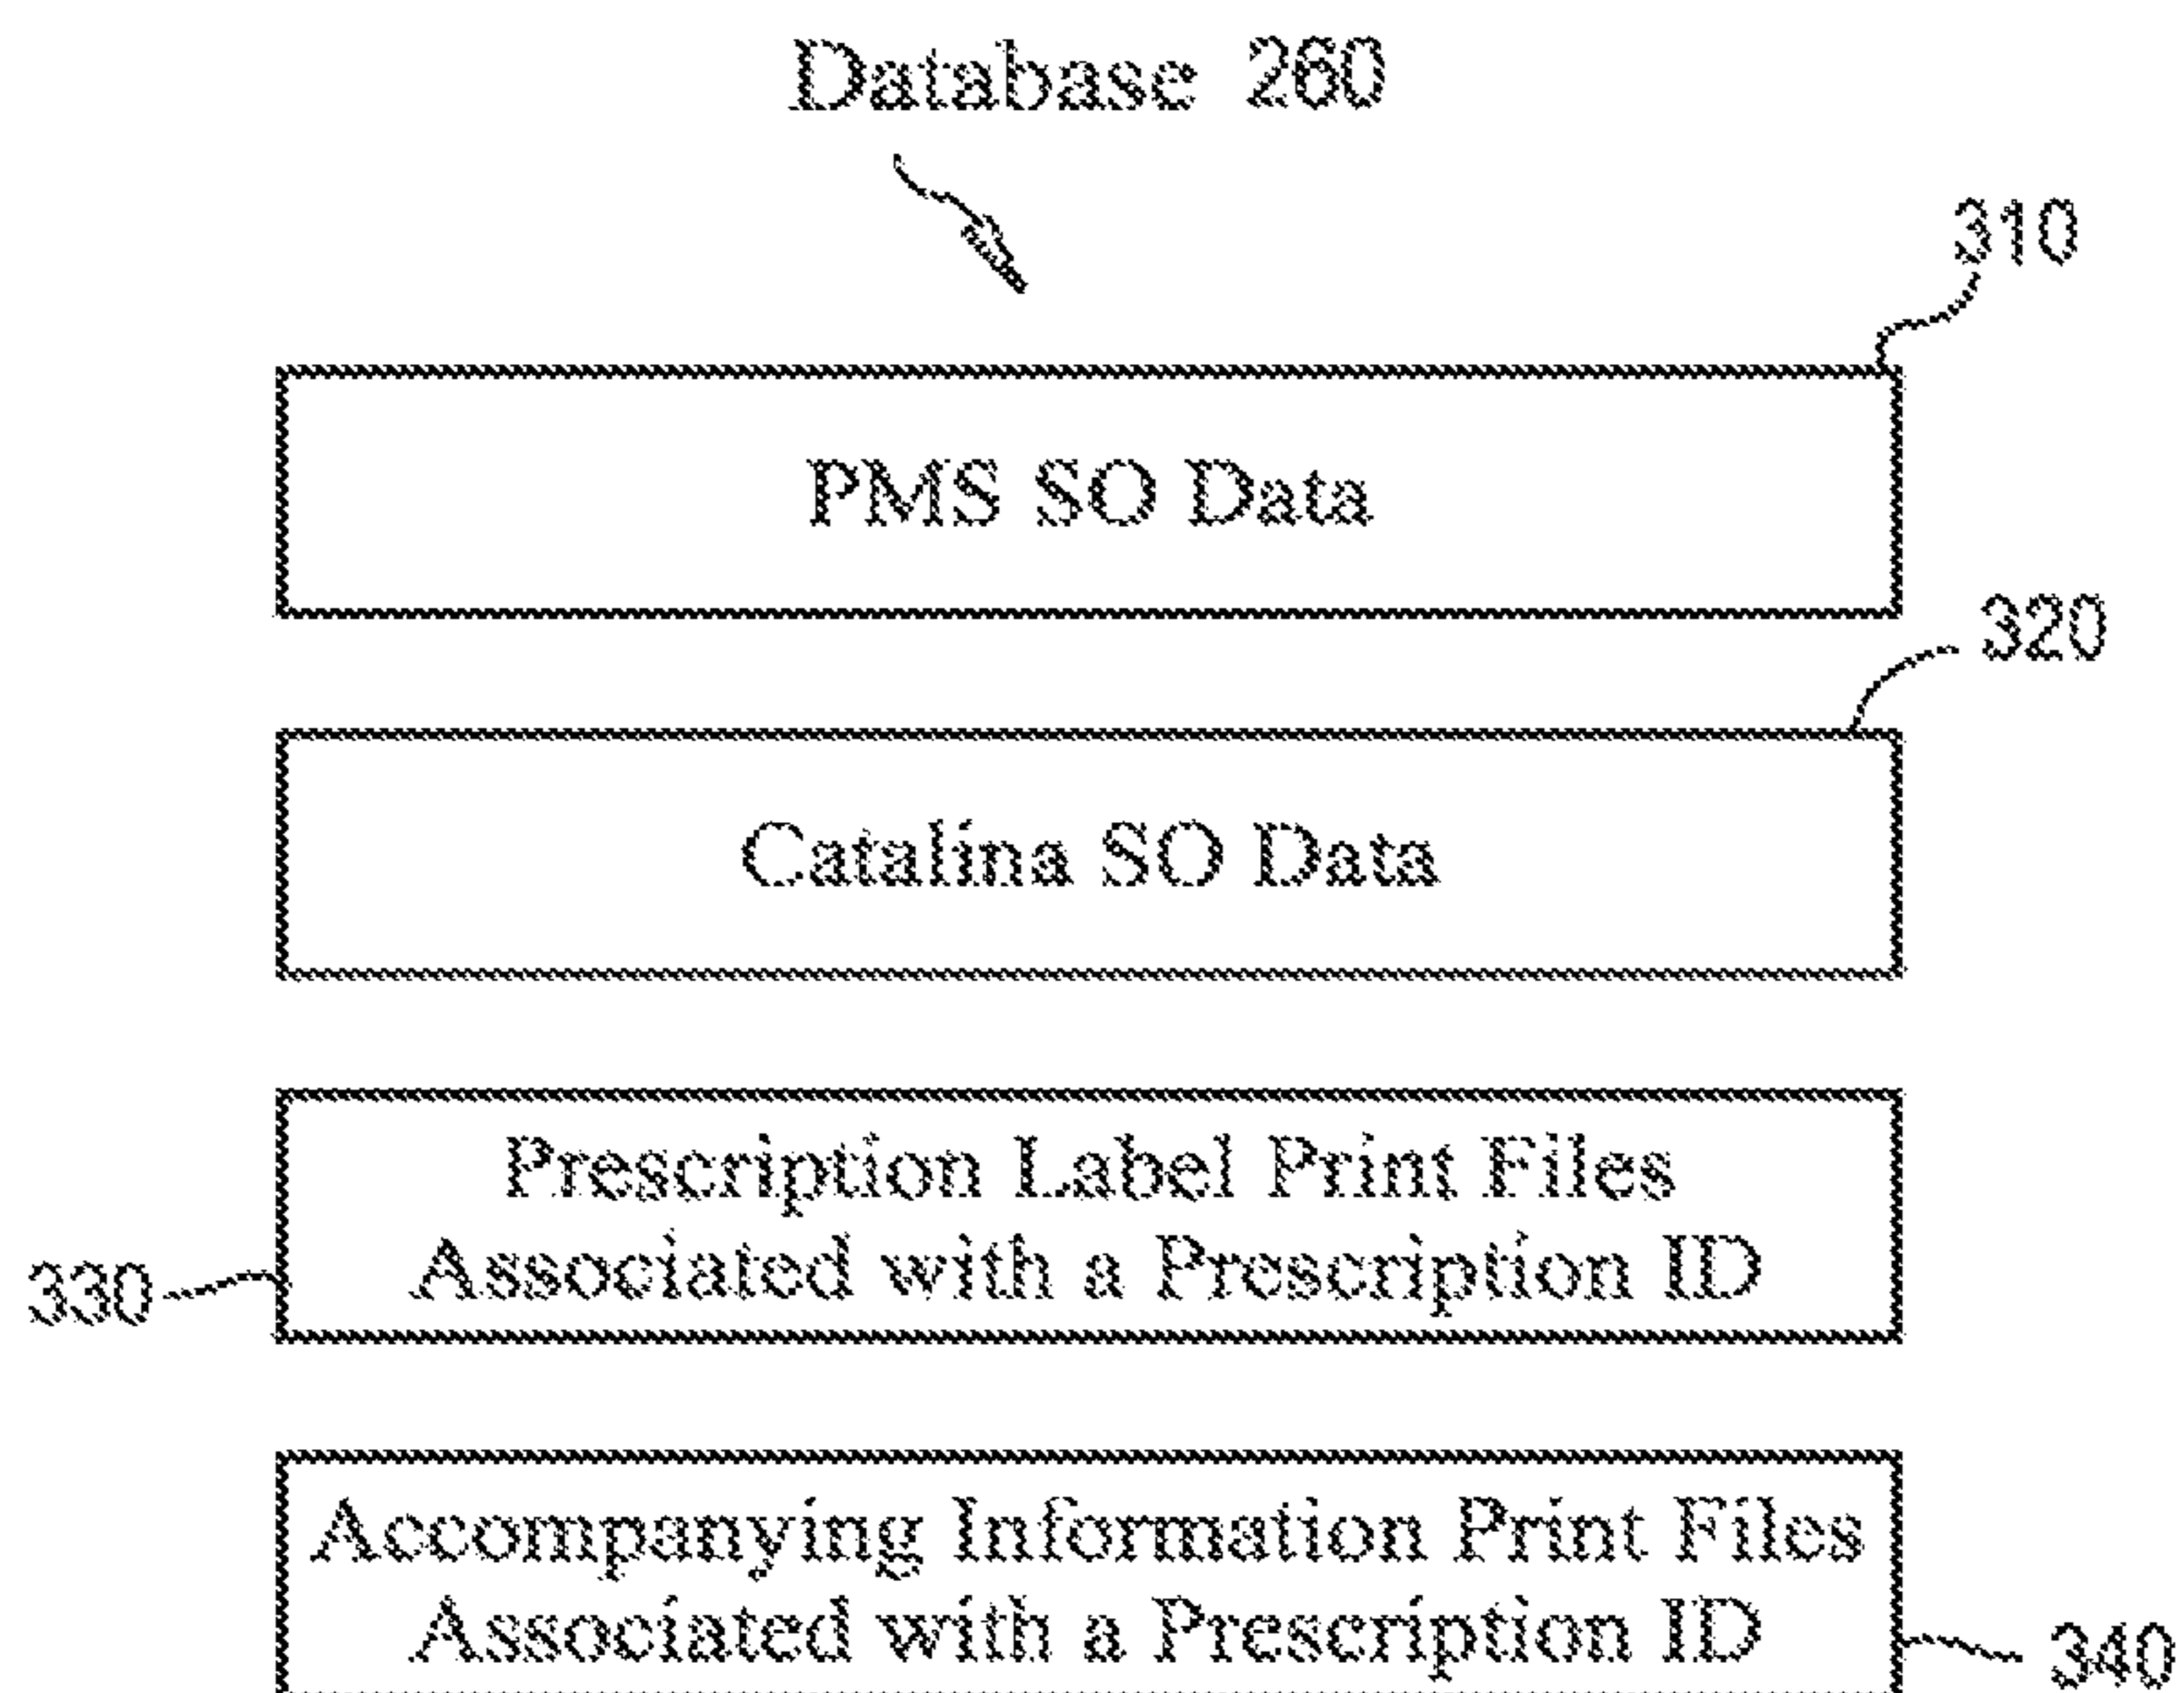 Database 260
310
PMS SO Data
320
Catalina SO Data
Prescription Label Print Files
Associated with a Prescription ID
330
Accompanying Information Print Files
Associated with a Prescription ID
340